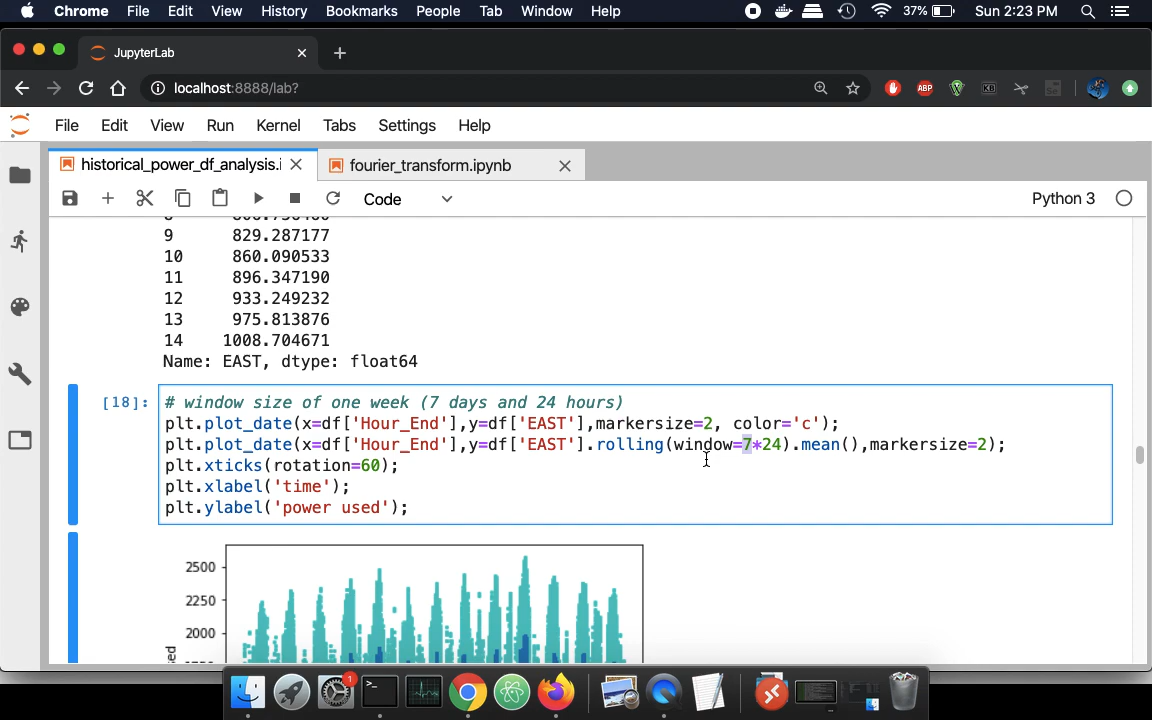 Chrome File Edit View History Bookmarks People Tab Window Help 37% Sun 2:23 PM
JupyterLab
localhost:8888/lab?
ABP KB
File Edit View Run Kernel Tabs Settings Help
historical_power_df_analysis.i fourier_transform.ipynb
Code Python 3
9 829.287177
10 860.090533
11 896.347190
12 933.249232
13 975.813876
14 1008.704671
Name: EAST, dtype: float64
[18]: # window size of one week (7 days and 24 hours)
plt.plot_date(x=df['Hour_End'],y=df['EAST'],markersize=2, color='c');
plt.plot_date(x=df['Hour_End'],y=df['EAST'].rolling(window=7*24).mean(),markersize=2);
plt.xticks(rotation=60);
plt.xlabel('time');
plt.ylabel('power used');
2500
2250
2000
1